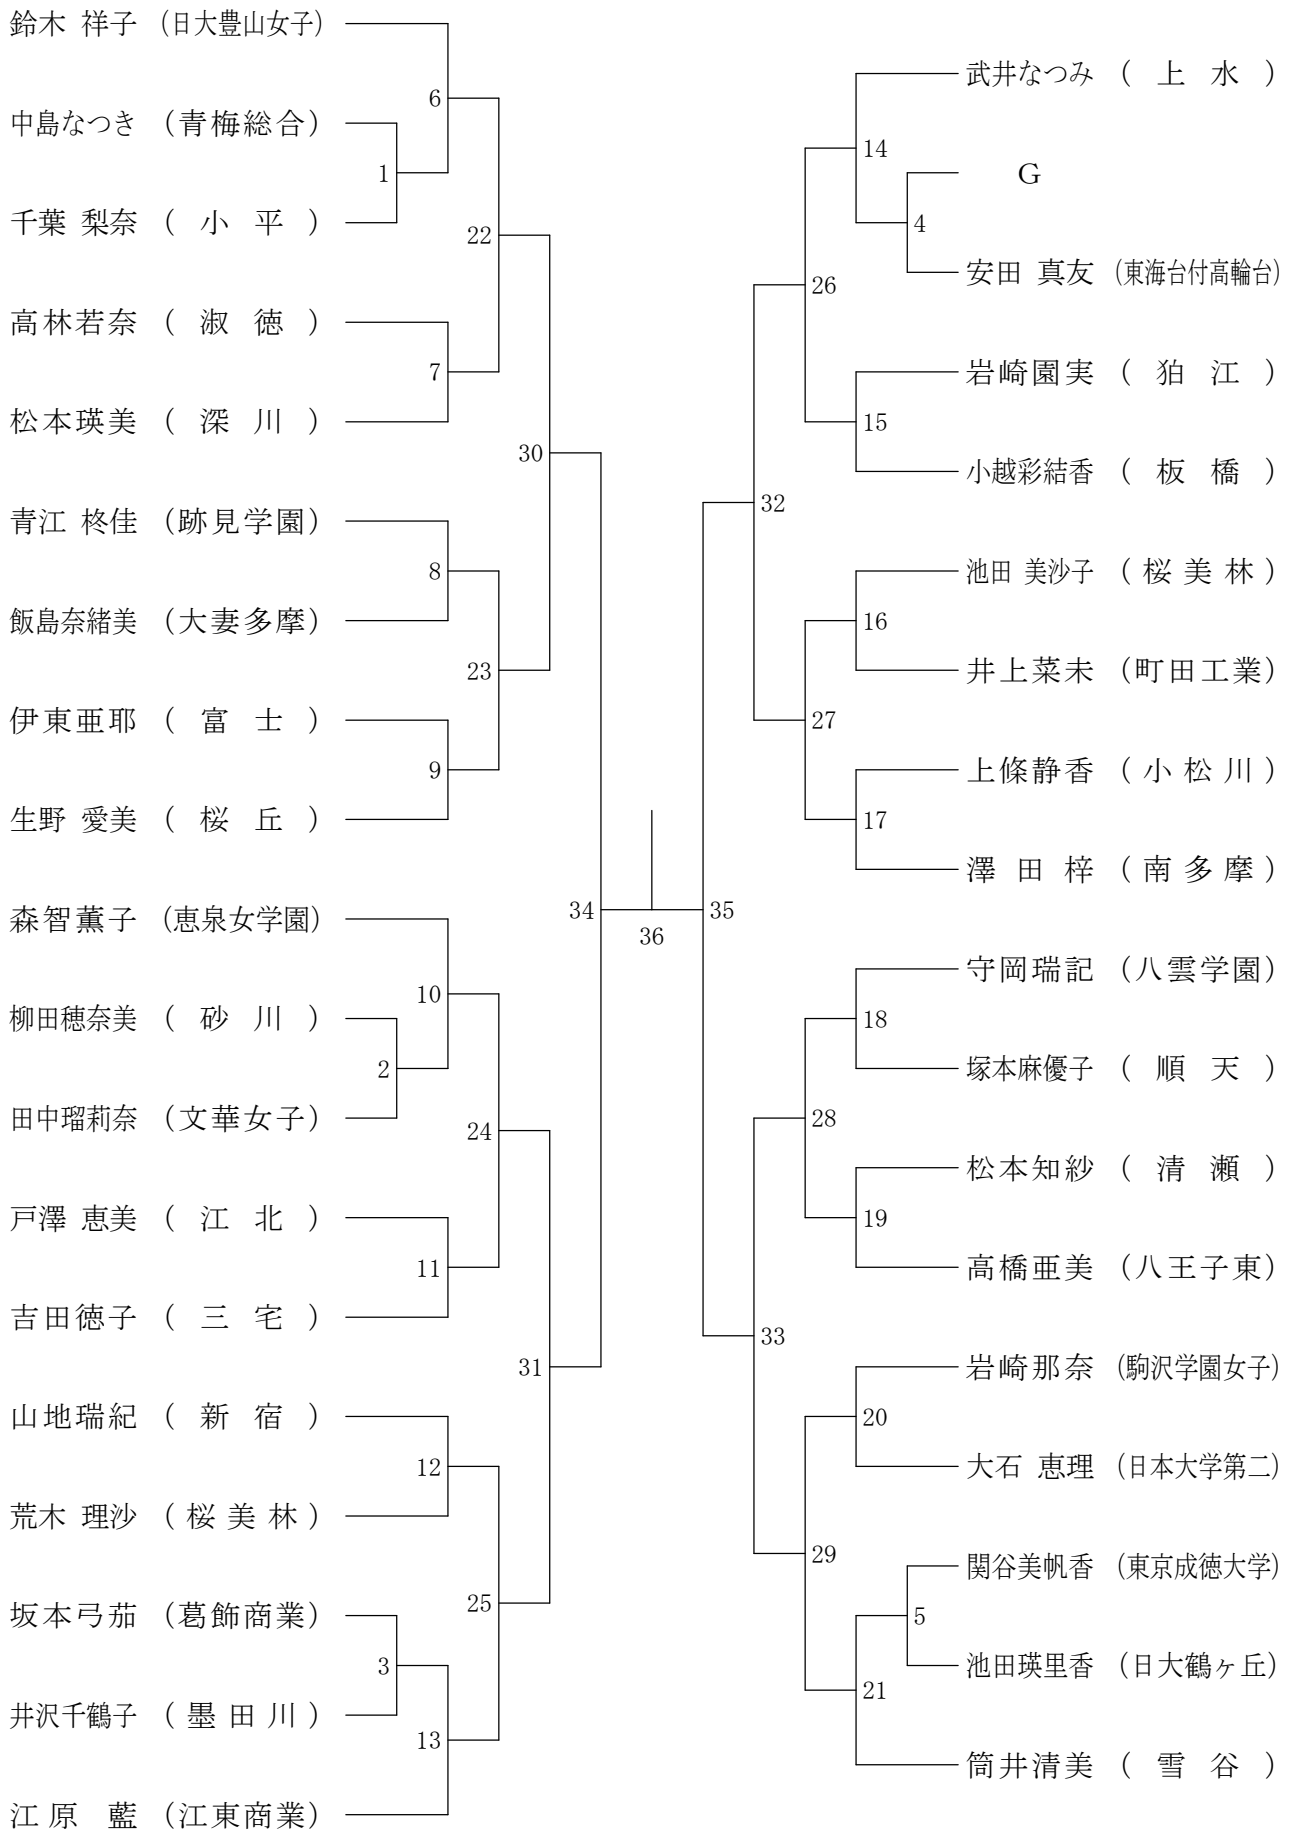 鈴木 祥子 (日大豊山女子)
中島なつき (青梅総合)
千葉 梨奈 ( 小 平 )
高林若奈 ( 淑 徳 )
松本瑛美 ( 深 川 )
青江 柊佳 (跡見学園)
飯島奈緒美 (大妻多摩)
伊東亜耶 ( 富 士 )
生野 愛美 ( 桜 丘 )
森智薫子 (恵泉女学園)
柳田穂奈美 ( 砂 川 )
田中瑠莉奈 (文華女子)
戸澤 恵美 ( 江 北 )
吉田徳子 ( 三 宅 )
山地瑞紀 ( 新 宿 )
荒木 理沙 ( 桜 美 林 )
坂本弓茄 (葛飾商業)
井沢千鶴子 ( 墨 田 川 )
江 原 藍 (江東商業)
6
1
22
7
30
8
23
9
34
10
2
24
11
31
12
25
3
13
36
35
14
4
26
15
32
16
27
17
18
28
19
33
20
29
5
21
武井なつみ ( 上 水 )
G
安田 真友 (東海台付高輪台)
岩崎園実 ( 狛 江 )
小越彩結香 ( 板 橋 )
池田 美沙子 ( 桜 美 林 )
井上菜未 (町田工業)
上條静香 ( 小 松 川 )
澤 田 梓 ( 南 多 摩 )
守岡瑞記 (八雲学園)
塚本麻優子 ( 順 天 )
松本知紗 ( 清 瀬 )
高橋亜美 (八王子東)
岩崎那奈 (駒沢学園女子)
大石 恵理 (日本大学第二)
関谷美帆香 (東京成徳大学)
池田瑛里香 (日大鶴ヶ丘)
筒井清美 ( 雪 谷 )